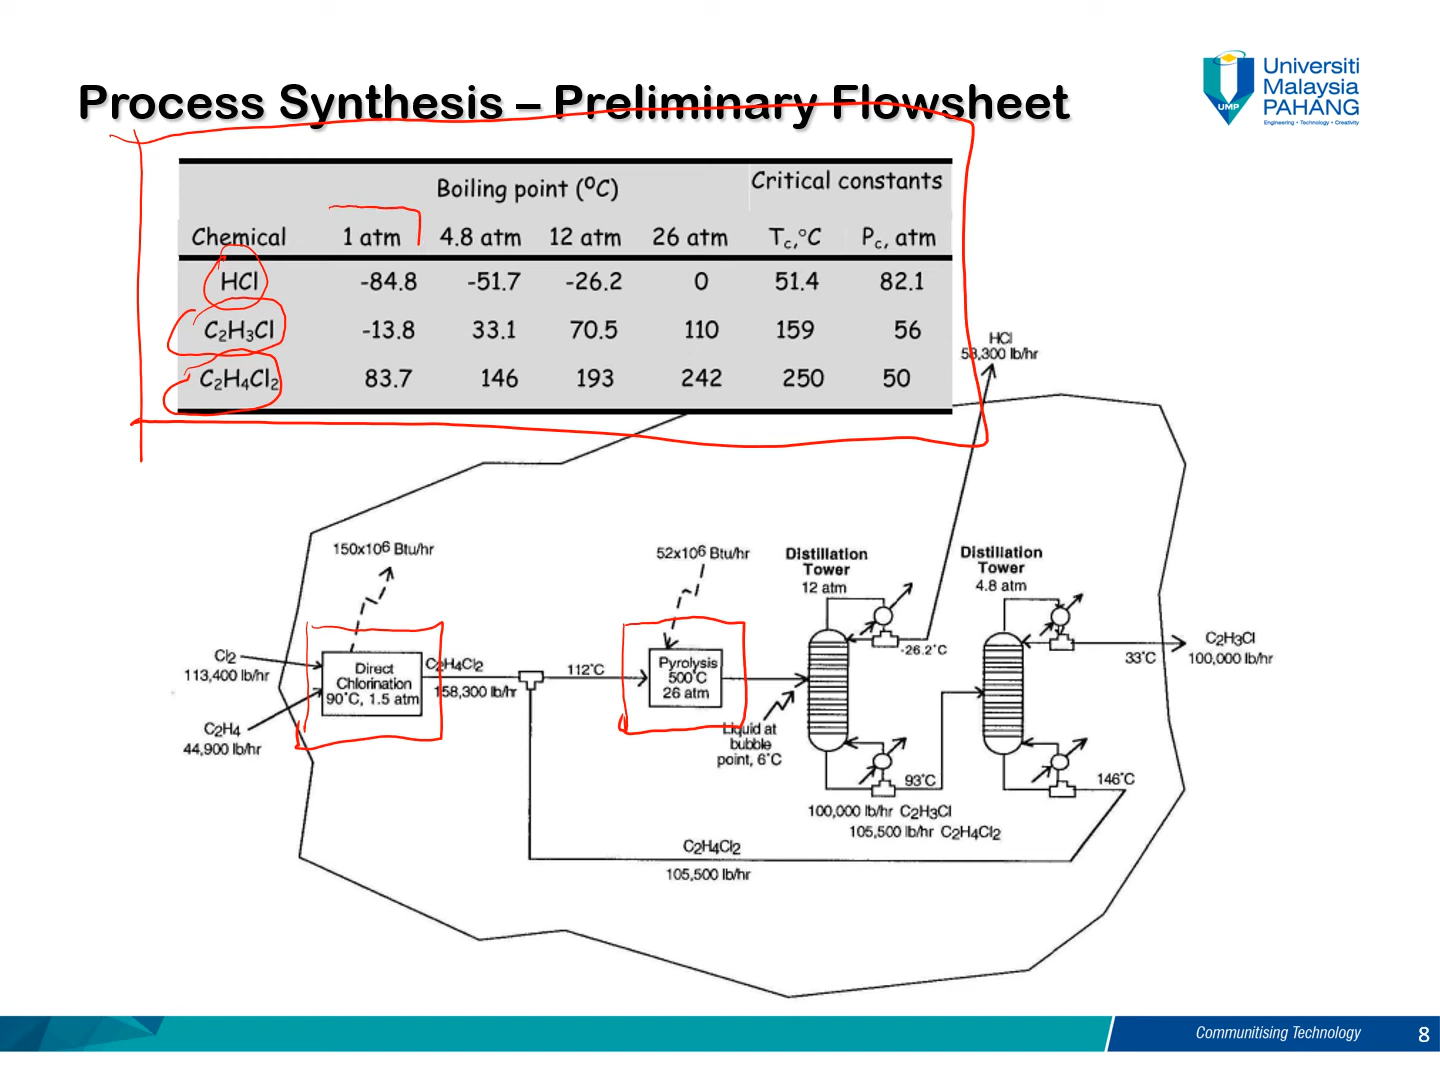 Process Synthesis – Preliminary Flowsheet
Universiti
Malaysia
PAHANG
UMP
Engineering • Technology • Creativity
Boiling point (⁰C) Critical constants
Chemical 1 atm 4.8 atm 12 atm 26 atm Tc,°C Pc, atm
HCl -84.8 -51.7 -26.2 0 51.4 82.1
C2H3Cl -13.8 33.1 70.5 110 159 56
C2H4Cl2 83.7 146 193 242 250 50
HCl
58,300 lb/hr
150x10⁶ Btu/hr
52x10⁶ Btu/hr
Distillation
Tower
12 atm
Distillation
Tower
4.8 atm
Cl2
113,400 lb/hr
C2H4
44,900 lb/hr
Direct
Chlorination
90°C, 1.5 atm
C2H4Cl2
158,300 lb/hr
112°C
Pyrolysis
500°C
26 atm
Liquid at
bubble
point, 6°C
-26.2°C
33°C
C2H3Cl
100,000 lb/hr
93°C
146°C
100,000 lb/hr C2H3Cl
105,500 lb/hr C2H4Cl2
C2H4Cl2
105,500 lb/hr
Communitising Technology
8